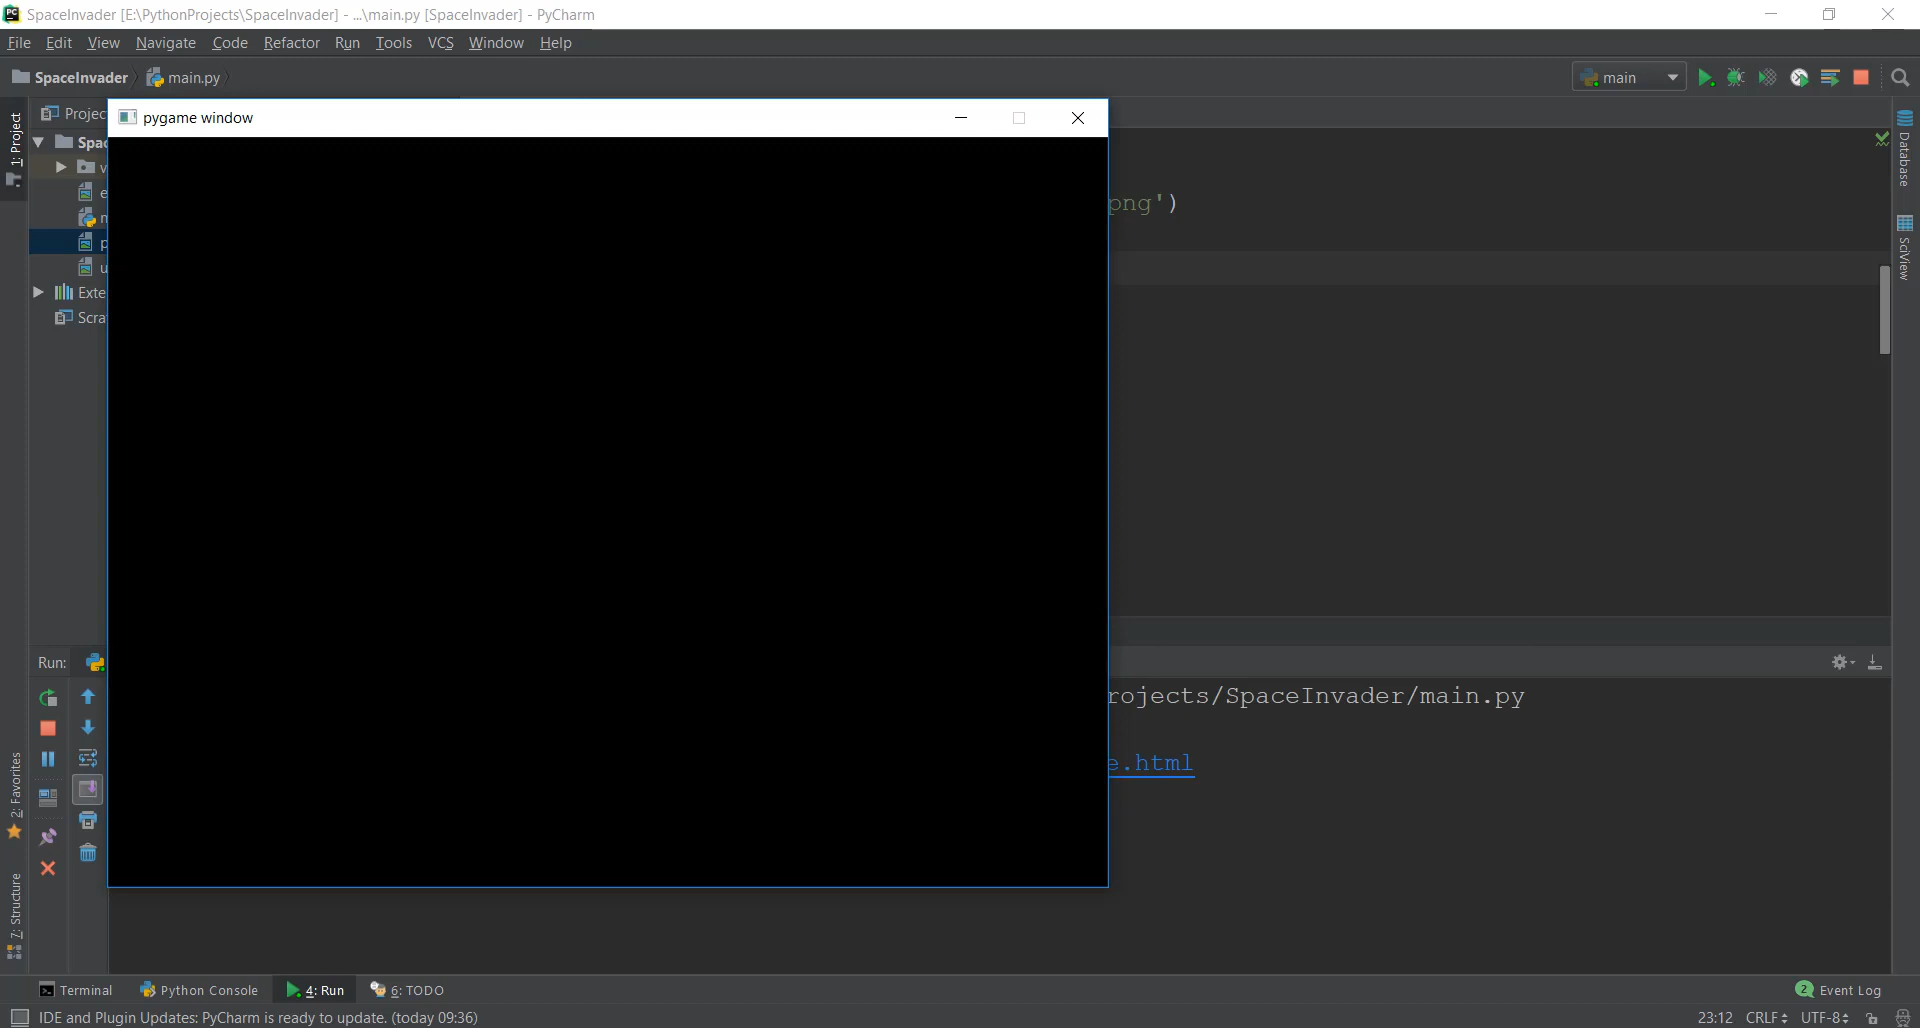 SpaceInvader [E:\PythonProjects\SpaceInvader] - ...\main.py [SpaceInvader] - PyCharm
File Edit View Navigate Code Refactor Run Tools VCS Window Help
SpaceInvader main.py main
1: Project
Projec
pygame window
Spac
v
e
m
p
u
Exte
Scra
png')
Database
SciView
Run:
rojects/SpaceInvader/main.py
e.html
2: Favorites
7: Structure
Terminal Python Console 4: Run 6: TODO 2 Event Log
IDE and Plugin Updates: PyCharm is ready to update. (today 09:36) 23:12 CRLF UTF-8